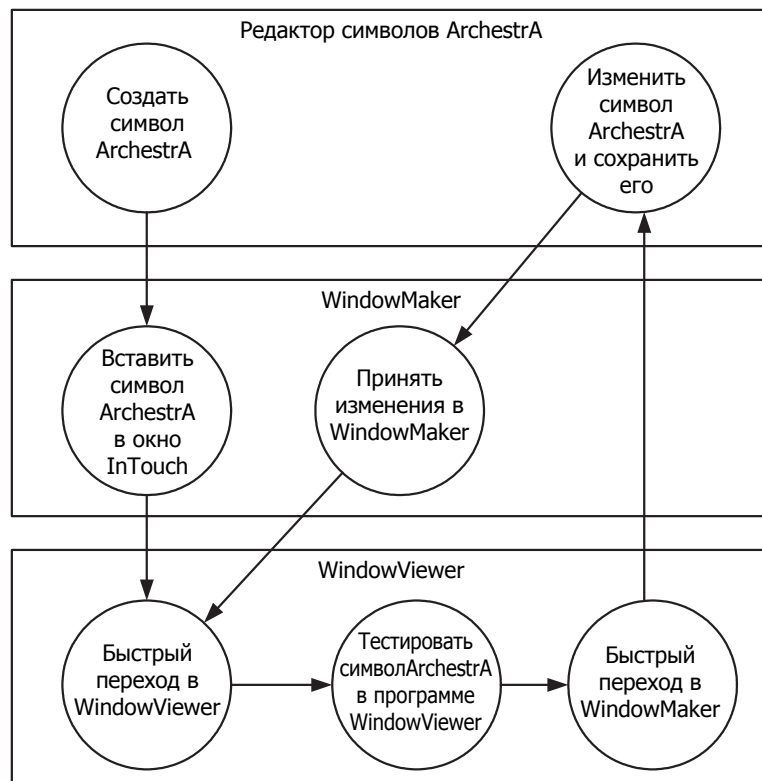 Редактор символов ArchestrA
Создать
символ
ArchestrA
Изменить
символ
ArchestrA
и сохранить
его
WindowMaker
Вставить
символ
ArchestrA
в окно
InTouch
Принять
изменения в
WindowMaker
WindowViewer
Быстрый
переход в
WindowViewer
Тестировать
символArchestrA
в программе
WindowViewer
Быстрый
переход в
WindowMaker